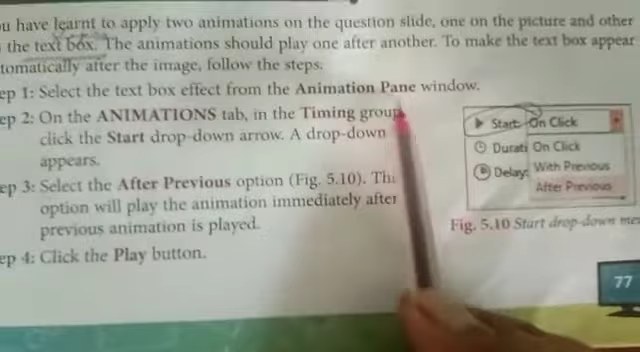 u have learnt to apply two animations on the question slide, one on the picture and other
the text box. The animations should play one after another. To make the text box appear
tomatically after the image, follow the steps.
ep 1: Select the text box effect from the Animation Pane window.
ep 2: On the ANIMATIONS tab, in the Timing group
click the Start drop-down arrow. A drop-down
appears.
ep 3: Select the After Previous option (Fig. 5.10). Thi
option will play the animation immediately after
previous animation is played.
ep 4: Click the Play button.
Start: On Click
Durati On Click
Delay: With Previous
After Previous
Fig. 5.10 Start drop-down me
77